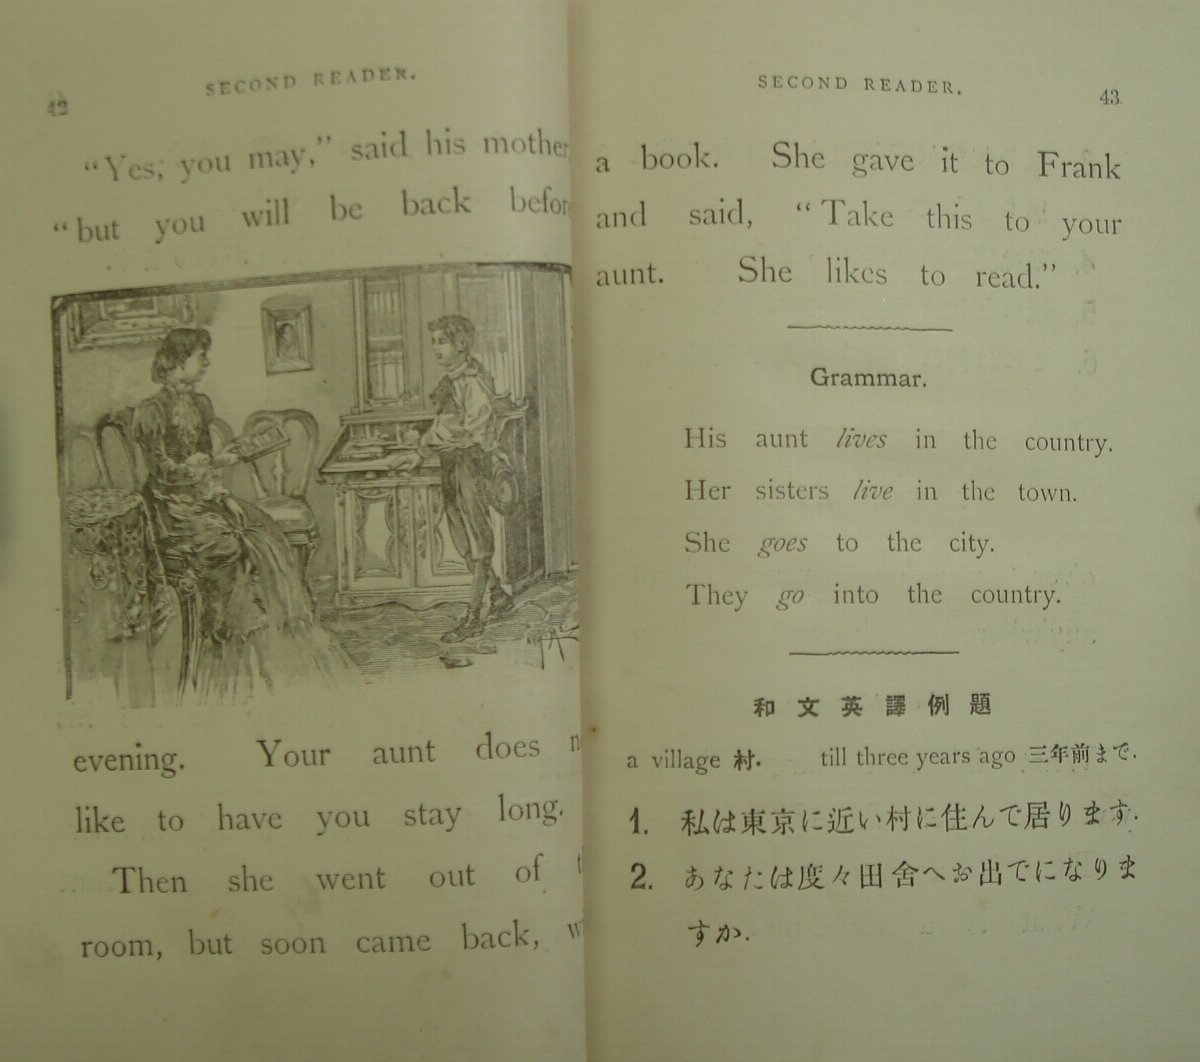 42
SECOND READER.
"Yes; you may," said his mother
"but you will be back before
evening. Your aunt does
like to have you stay long.
Then she went out of
room, but soon came back,
SECOND READER.
43
a book. She gave it to Frank
and said, "Take this to your
aunt. She likes to read."
Grammar.
His aunt lives in the country.
Her sisters live in the town.
She goes to the city.
They go into the country.
和文英譯例題
a village 村. till three years ago 三年前まで.
1. 私は東京に近い村に住んで居ります.
2. あなたは度々田舍へお出でになりま
すか.